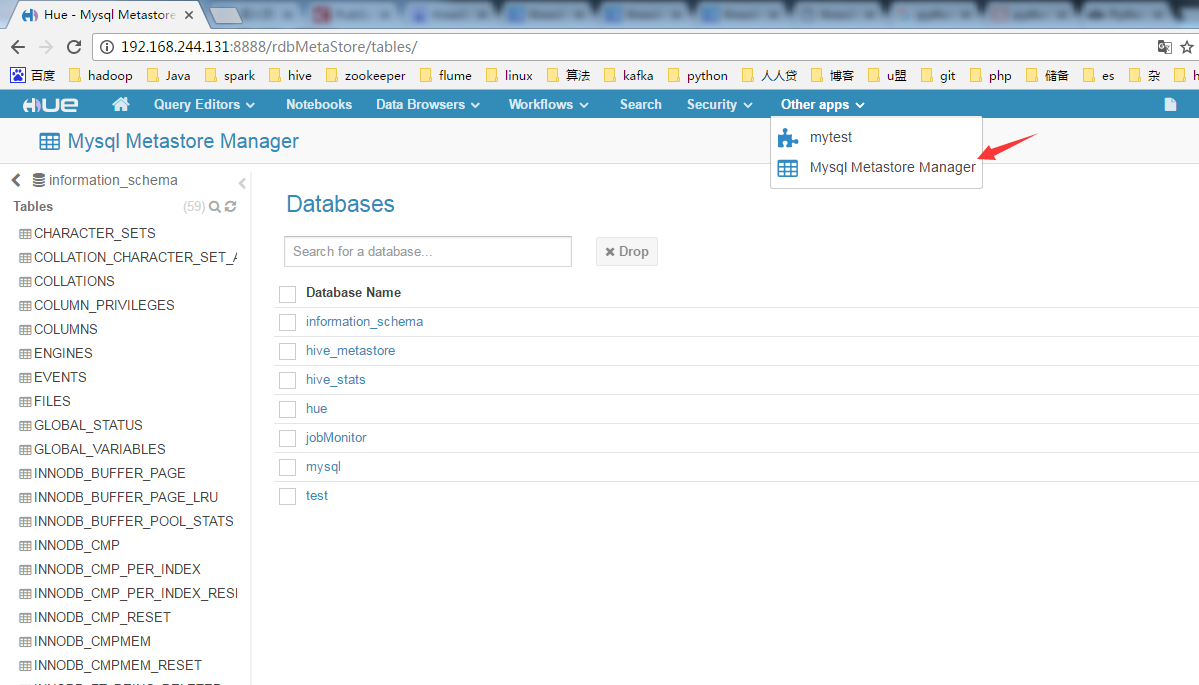 Hue - Mysql Metastore
192.168.244.131:8888/rdbMetaStore/tables/
百度 hadoop Java spark hive zookeeper flume linux 算法 kafka python 人人贷 博客 u盟 git php 储备 es 杂
HUE Query Editors Notebooks Data Browsers Workflows Search Security Other apps
mytest
Mysql Metastore Manager
Mysql Metastore Manager
information_schema
Tables (59)
CHARACTER_SETS
COLLATION_CHARACTER_SET_A
COLLATIONS
COLUMN_PRIVILEGES
COLUMNS
ENGINES
EVENTS
FILES
GLOBAL_STATUS
GLOBAL_VARIABLES
INNODB_BUFFER_PAGE
INNODB_BUFFER_PAGE_LRU
INNODB_BUFFER_POOL_STATS
INNODB_CMP
INNODB_CMP_PER_INDEX
INNODB_CMP_PER_INDEX_RESE
INNODB_CMP_RESET
INNODB_CMPMEM
INNODB_CMPMEM_RESET
Databases
Search for a database... Drop
Database Name
information_schema
hive_metastore
hive_stats
hue
jobMonitor
mysql
test